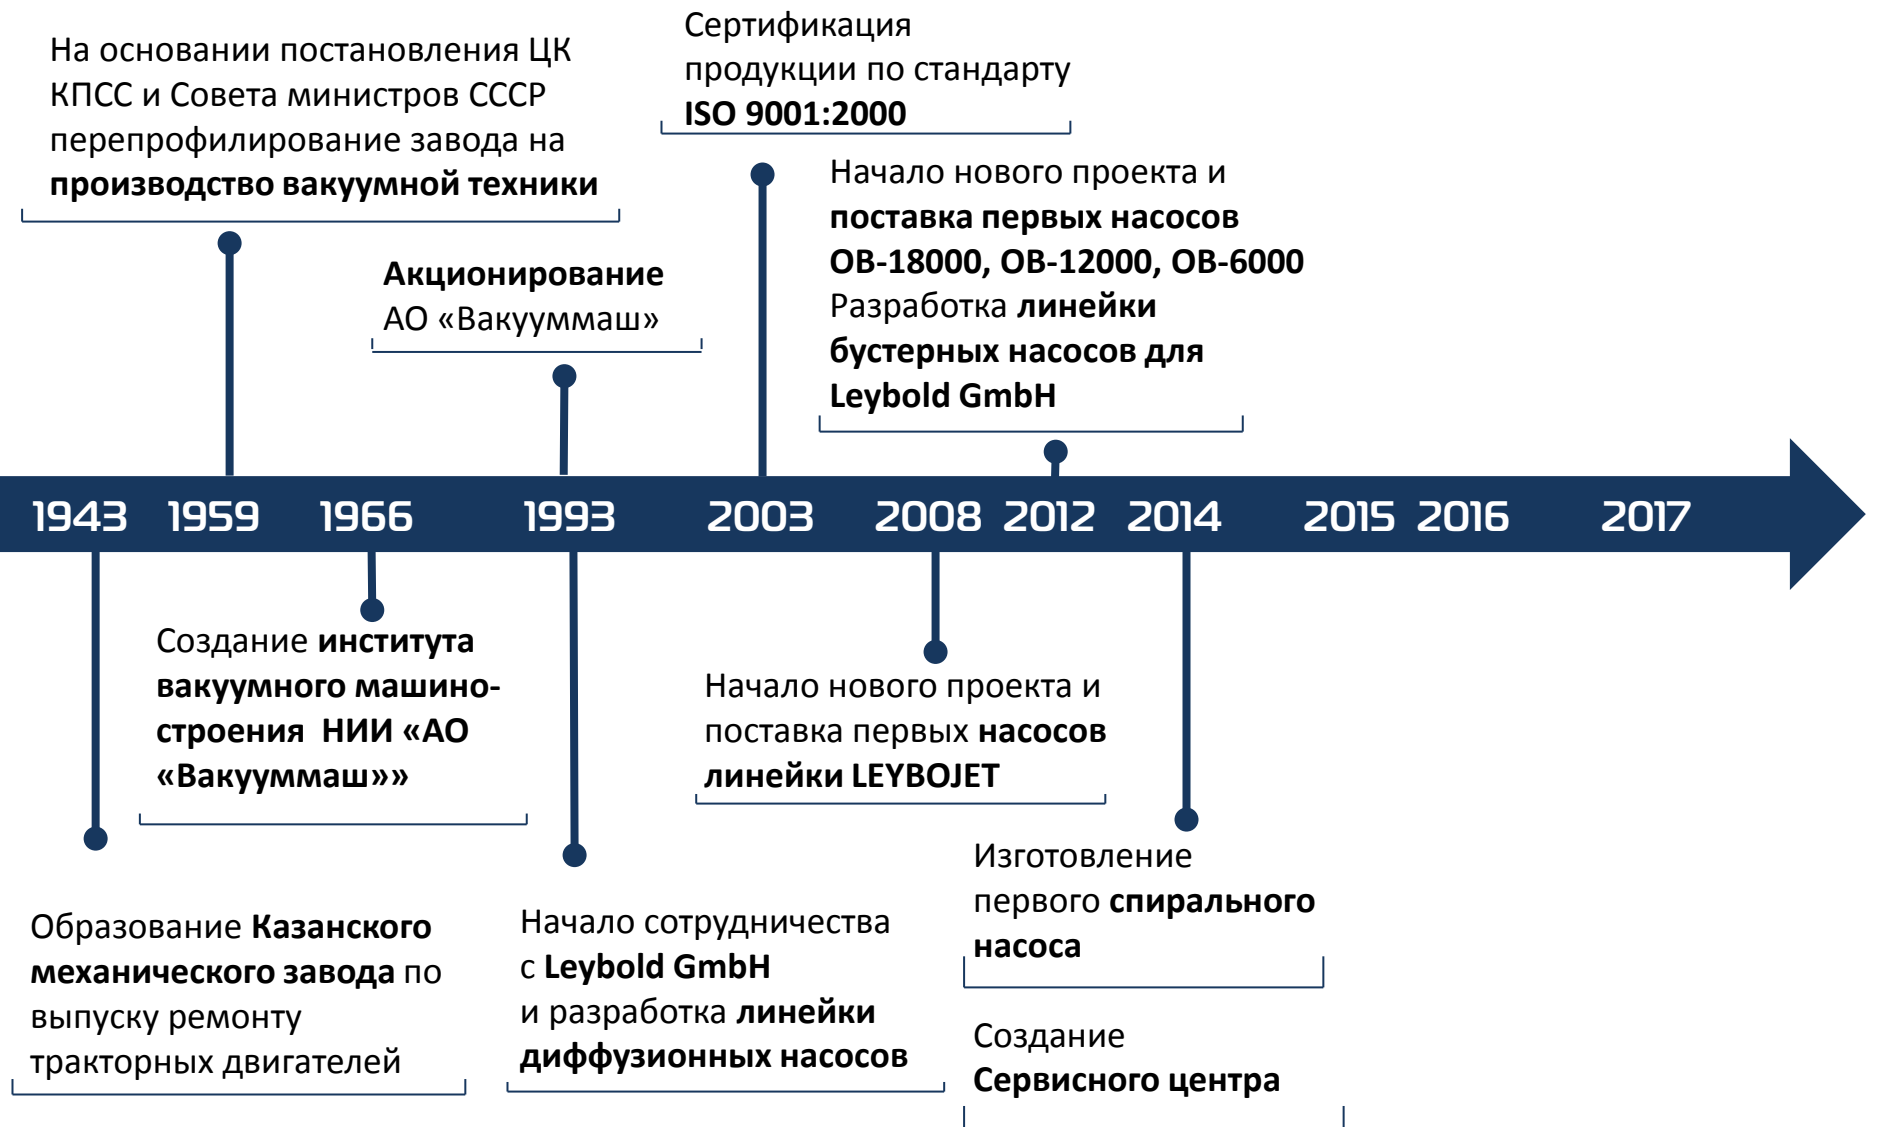 На основании постановления ЦК
КПСС и Совета министров СССР
перепрофилирование завода на
производство вакуумной техники
Акционирование
АО «Вакууммаш»
Сертификация
продукции по стандарту
ISO 9001:2000
Начало нового проекта и
поставка первых насосов
ОВ-18000, ОВ-12000, ОВ-6000
Разработка линейки
бустерных насосов для
Leybold GmbH
1943 1959 1966 1993 2003 2008 2012 2014 2015 2016 2017
Создание института
вакуумного машино-
строения НИИ «АО
«Вакууммаш»»
Образование Казанского
механического завода по
выпуску ремонту
тракторных двигателей
Начало сотрудничества
с Leybold GmbH
и разработка линейки
диффузионных насосов
Начало нового проекта и
поставка первых насосов
линейки LEYBOJET
Изготовление
первого спирального
насоса
Создание
Сервисного центра